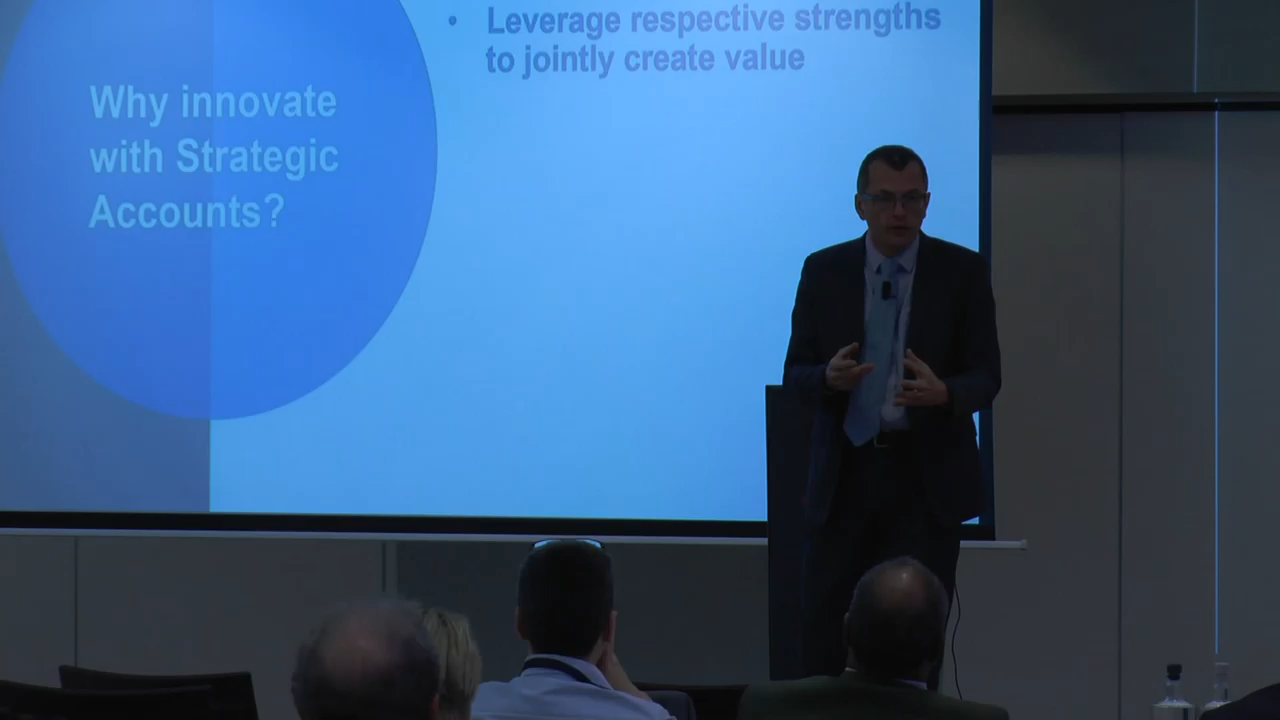 Why innovate
with Strategic
Accounts?
• Leverage respective strengths
to jointly create value